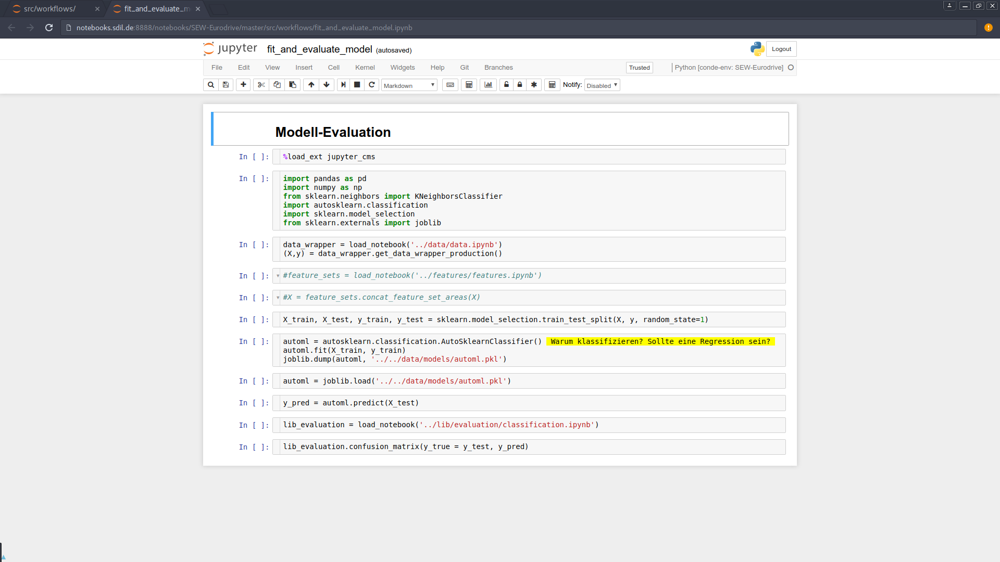 src/workflows/
fit_and_evaluate_m
notebooks.sdil.de:8888/notebooks/SEW-Eurodrive/master/src/workflows/fit_and_evaluate_model.ipynb
jupyter fit_and_evaluate_model (autosaved)
Logout
File Edit View Insert Cell Kernel Widgets Help Git Branches
Trusted
Python [conde-env: SEW-Eurodrive]
Markdown
Notify: Disabled
Modell-Evaluation
In [ ]: %load_ext jupyter_cms
In [ ]: import pandas as pd
import numpy as np
from sklearn.neighbors import KNeighborsClassifier
import autosklearn.classification
import sklearn.model_selection
from sklearn.externals import joblib
In [ ]: data_wrapper = load_notebook('../data/data.ipynb')
(X,y) = data_wrapper.get_data_wrapper_production()
In [ ]: #feature_sets = load_notebook('../features/features.ipynb')
In [ ]: #X = feature_sets.concat_feature_set_areas(X)
In [ ]: X_train, X_test, y_train, y_test = sklearn.model_selection.train_test_split(X, y, random_state=1)
In [ ]: automl = autosklearn.classification.AutoSklearnClassifier() Warum klassifizieren? Sollte eine Regression sein?
automl.fit(X_train, y_train)
joblib.dump(automl, '../../data/models/automl.pkl')
In [ ]: automl = joblib.load('../../data/models/automl.pkl')
In [ ]: y_pred = automl.predict(X_test)
In [ ]: lib_evaluation = load_notebook('../lib/evaluation/classification.ipynb')
In [ ]: lib_evaluation.confusion_matrix(y_true = y_test, y_pred)